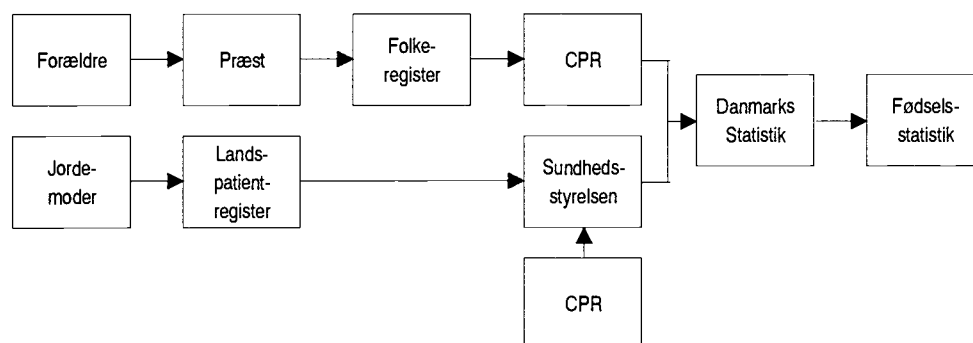 Forældre
Præst
Folke-
register
CPR
Danmarks
Statistik
Fødsels-
statistik
Jorde-
moder
Lands-
patient-
register
Sundheds-
styrelsen
CPR